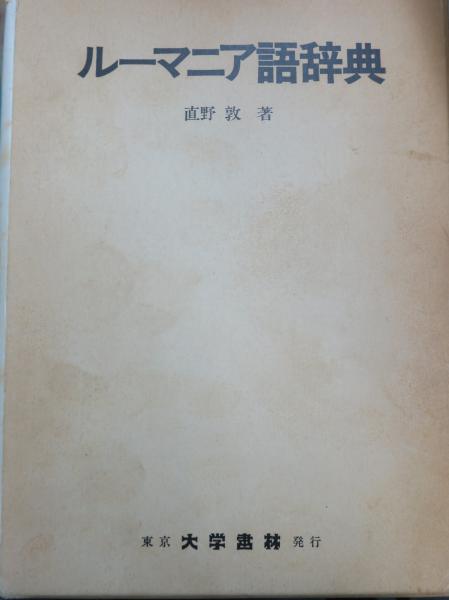 ルーマニア語辞典
直野 敦 著
東京 大学書林 発行